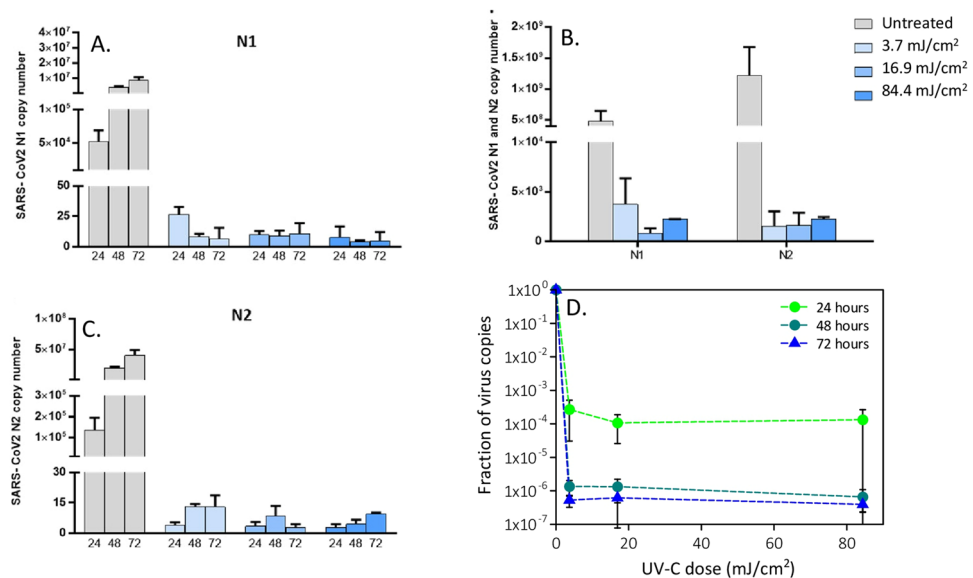 A.
N1
SARS- CoV2 N1 copy number
4×10⁷
3×10⁷
2×10⁷
1×10⁷
1×10⁵
5×10⁴
50
25
0
24 48 72 24 48 72 24 48 72 24 48 72
B.
SARS- CoV2 N1 and N2 copy number
2×10⁹
1.5×10⁹
1×10⁹
5×10⁸
1×10⁴
5×10³
0
N1 N2
Untreated
3.7 mJ/cm²
16.9 mJ/cm²
84.4 mJ/cm²
C.
N2
SARS- CoV2 N2 copy number
1×10⁸
5×10⁷
3×10⁵
2×10⁵
1×10⁵
30
15
0
24 48 72 24 48 72 24 48 72 24 48 72
D.
Fraction of virus copies
1x10⁰
1x10⁻¹
1x10⁻²
1x10⁻³
1x10⁻⁴
1x10⁻⁵
1x10⁻⁶
1x10⁻⁷
0 20 40 60 80
UV-C dose (mJ/cm²)
24 hours
48 hours
72 hours